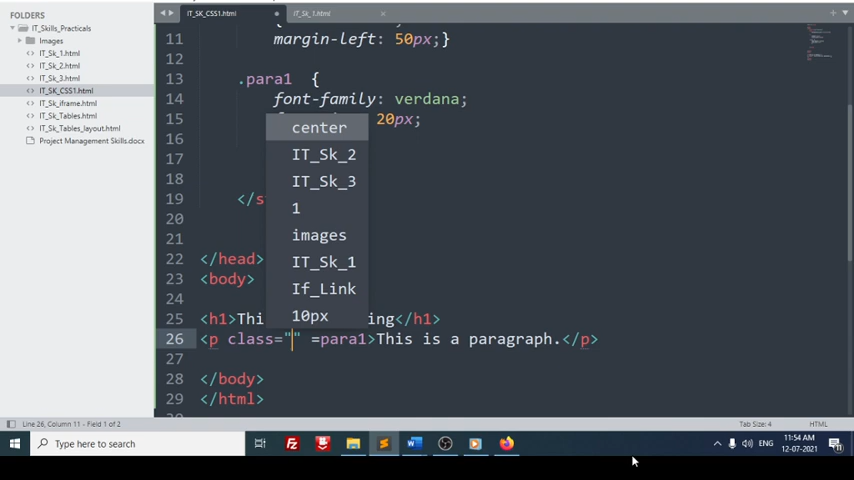 FOLDERS
IT_Skills_Practicals
Images
IT_Sk_1.html
IT_Sk_2.html
IT_Sk_3.html
IT_SK_CSS1.html
IT_Sk_iframe.html
IT_Sk_Tables.html
IT_Sk_Tables_layout.html
Project Management Skills.docx
IT_SK_CSS1.html
IT_Sk_1.html
11 margin-left: 50px;}
12
13 .para1 {
14 font-family: verdana;
15 20px;
16
17
18
19 </s
20
21
22 </head>
23 <body>
24
25 <h1>Thi ing</h1>
26 <p class="" =para1>This is a paragraph.</p>
27
28 </body>
29 </html>
center
IT_Sk_2
IT_Sk_3
1
images
IT_Sk_1
If_Link
10px
Line 26, Column 11 - Field 1 of 2
Tab Size: 4
HTML
Type here to search
ENG
11:54 AM
12-07-2021